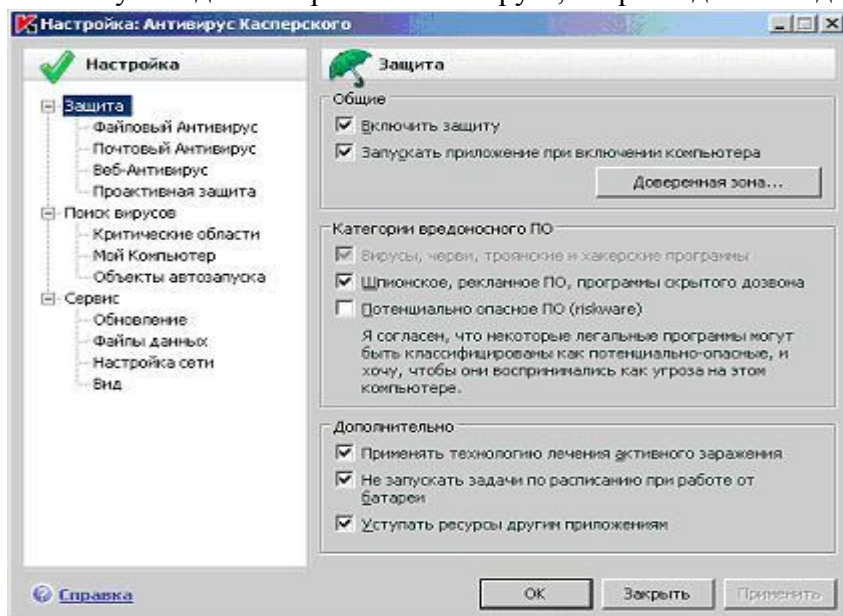 Настройка: Антивирус Касперского
Настройка
Защита
Файловый Антивирус
Почтовый Антивирус
Веб-Антивирус
Проактивная защита
Поиск вирусов
Критические области
Мой Компьютер
Объекты автозапуска
Сервис
Обновление
Файлы данных
Настройка сети
Вид
Защита
Общие
Включить защиту
Запускать приложение при включении компьютера
Доверенная зона...
Категории вредоносного ПО
Вирусы, черви, троянские и хакерские программы
Шпионское, рекламное ПО, программы скрытого дозвона
Потенциально опасное ПО (riskware)
Я согласен, что некоторые легальные программы могут
быть классифицированы как потенциально-опасные, и
хочу, чтобы они воспринимались как угроза на этом
компьютере.
Дополнительно
Применять технологию лечения активного заражения
Не запускать задачи по расписанию при работе от
батареи
Уступать ресурсы другим приложениям
Справка
ОК
Закрыть
Применить